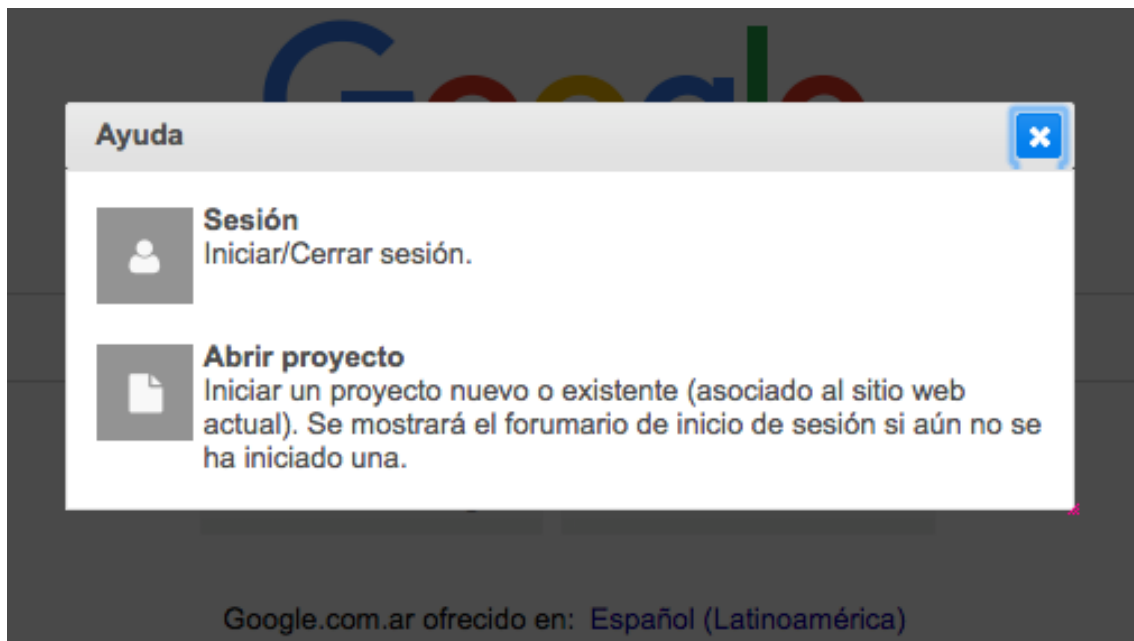 Google
Ayuda
Sesión
Iniciar/Cerrar sesión.
Abrir proyecto
Iniciar un proyecto nuevo o existente (asociado al sitio web
actual). Se mostrará el forumario de inicio de sesión si aún no se
ha iniciado una.
Google.com.ar ofrecido en: Español (Latinoamérica)